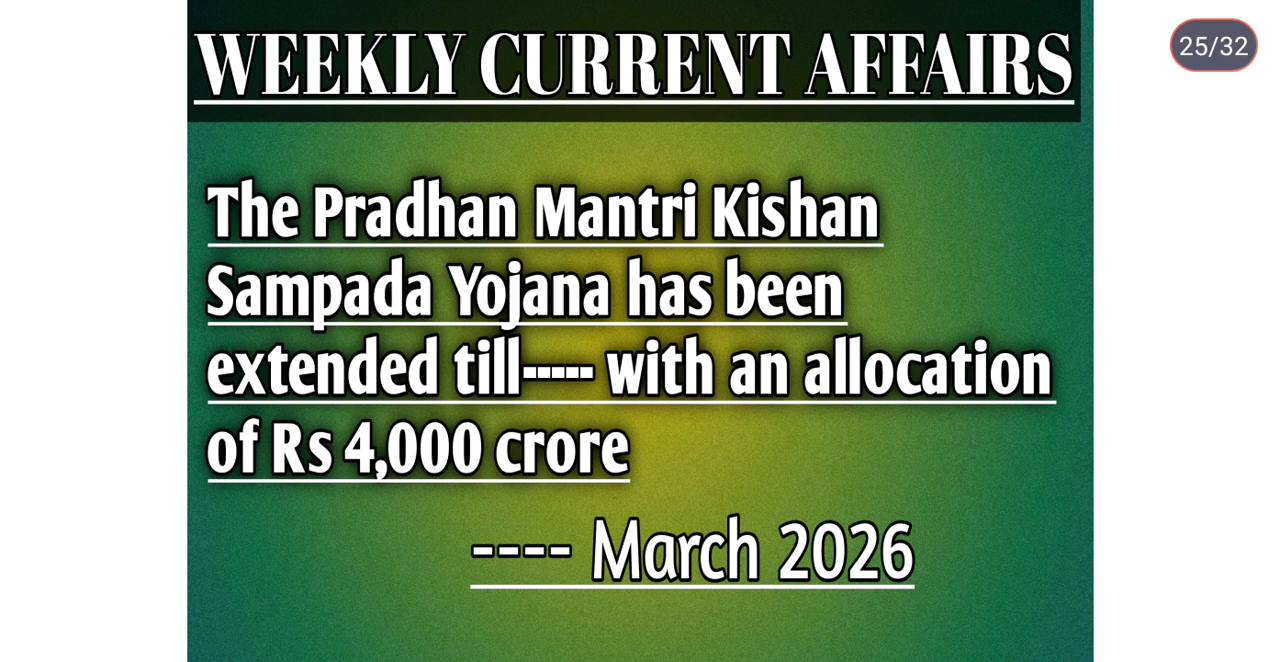 WEEKLY CURRENT AFFAIRS
25/32
The Pradhan Mantri Kishan
Sampada Yojana has been
extended till----- with an allocation
of Rs 4,000 crore
---- March 2026